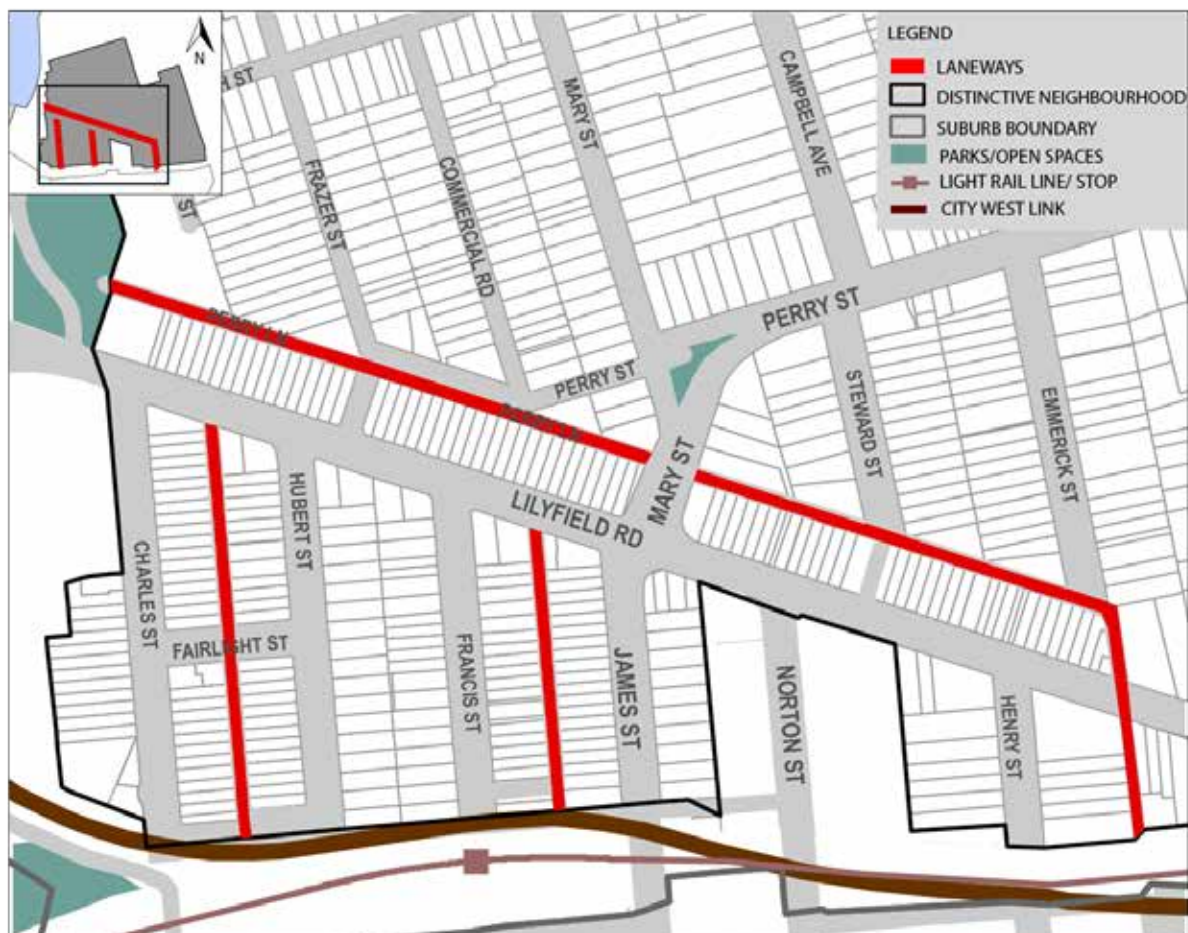 N
LEGEND
LANEWAYS
DISTINCTIVE NEIGHBOURHOOD
SUBURB BOUNDARY
PARKS/OPEN SPACES
LIGHT RAIL LINE/ STOP
CITY WEST LINK
H ST
ST
FRAZER ST
COMMERCIAL RD
MARY ST
CAMPBELL AVE
PERRY ST
PERRY ST
STEWARD ST
EMMERICK ST
MARY ST
LILYFIELD RD
HUBERT ST
CHARLES ST
FAIRLIGHT ST
FRANCIS ST
JAMES ST
NORTON ST
HENRY ST